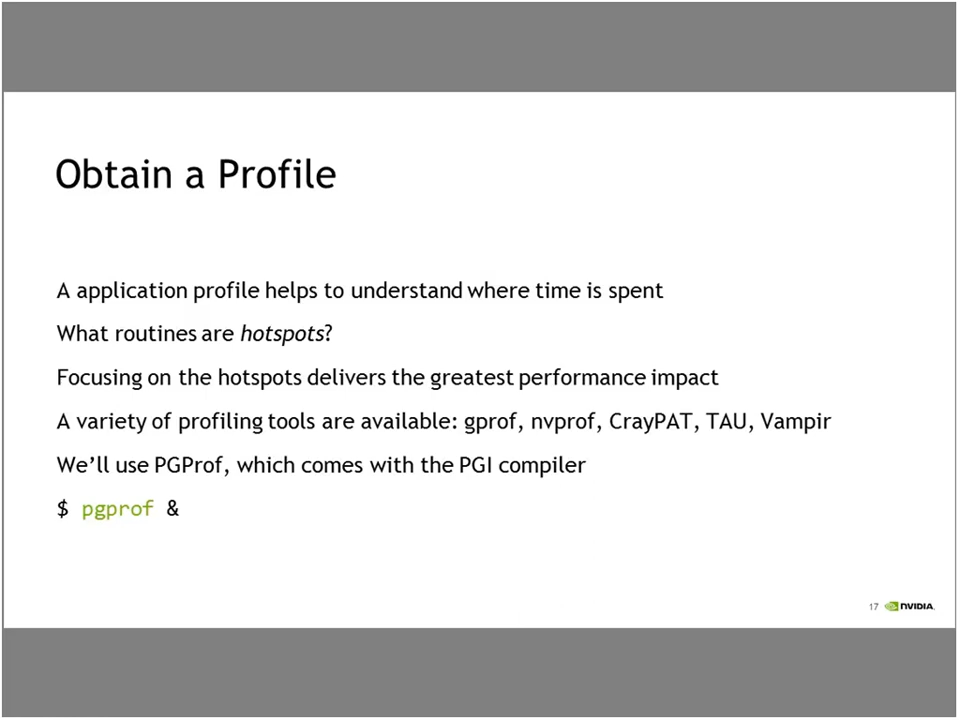 Obtain a Profile
A application profile helps to understand where time is spent
What routines are hotspots?
Focusing on the hotspots delivers the greatest performance impact
A variety of profiling tools are available: gprof, nvprof, CrayPAT, TAU, Vampir
We’ll use PGProf, which comes with the PGI compiler
$ pgprof &
17 NVIDIA.